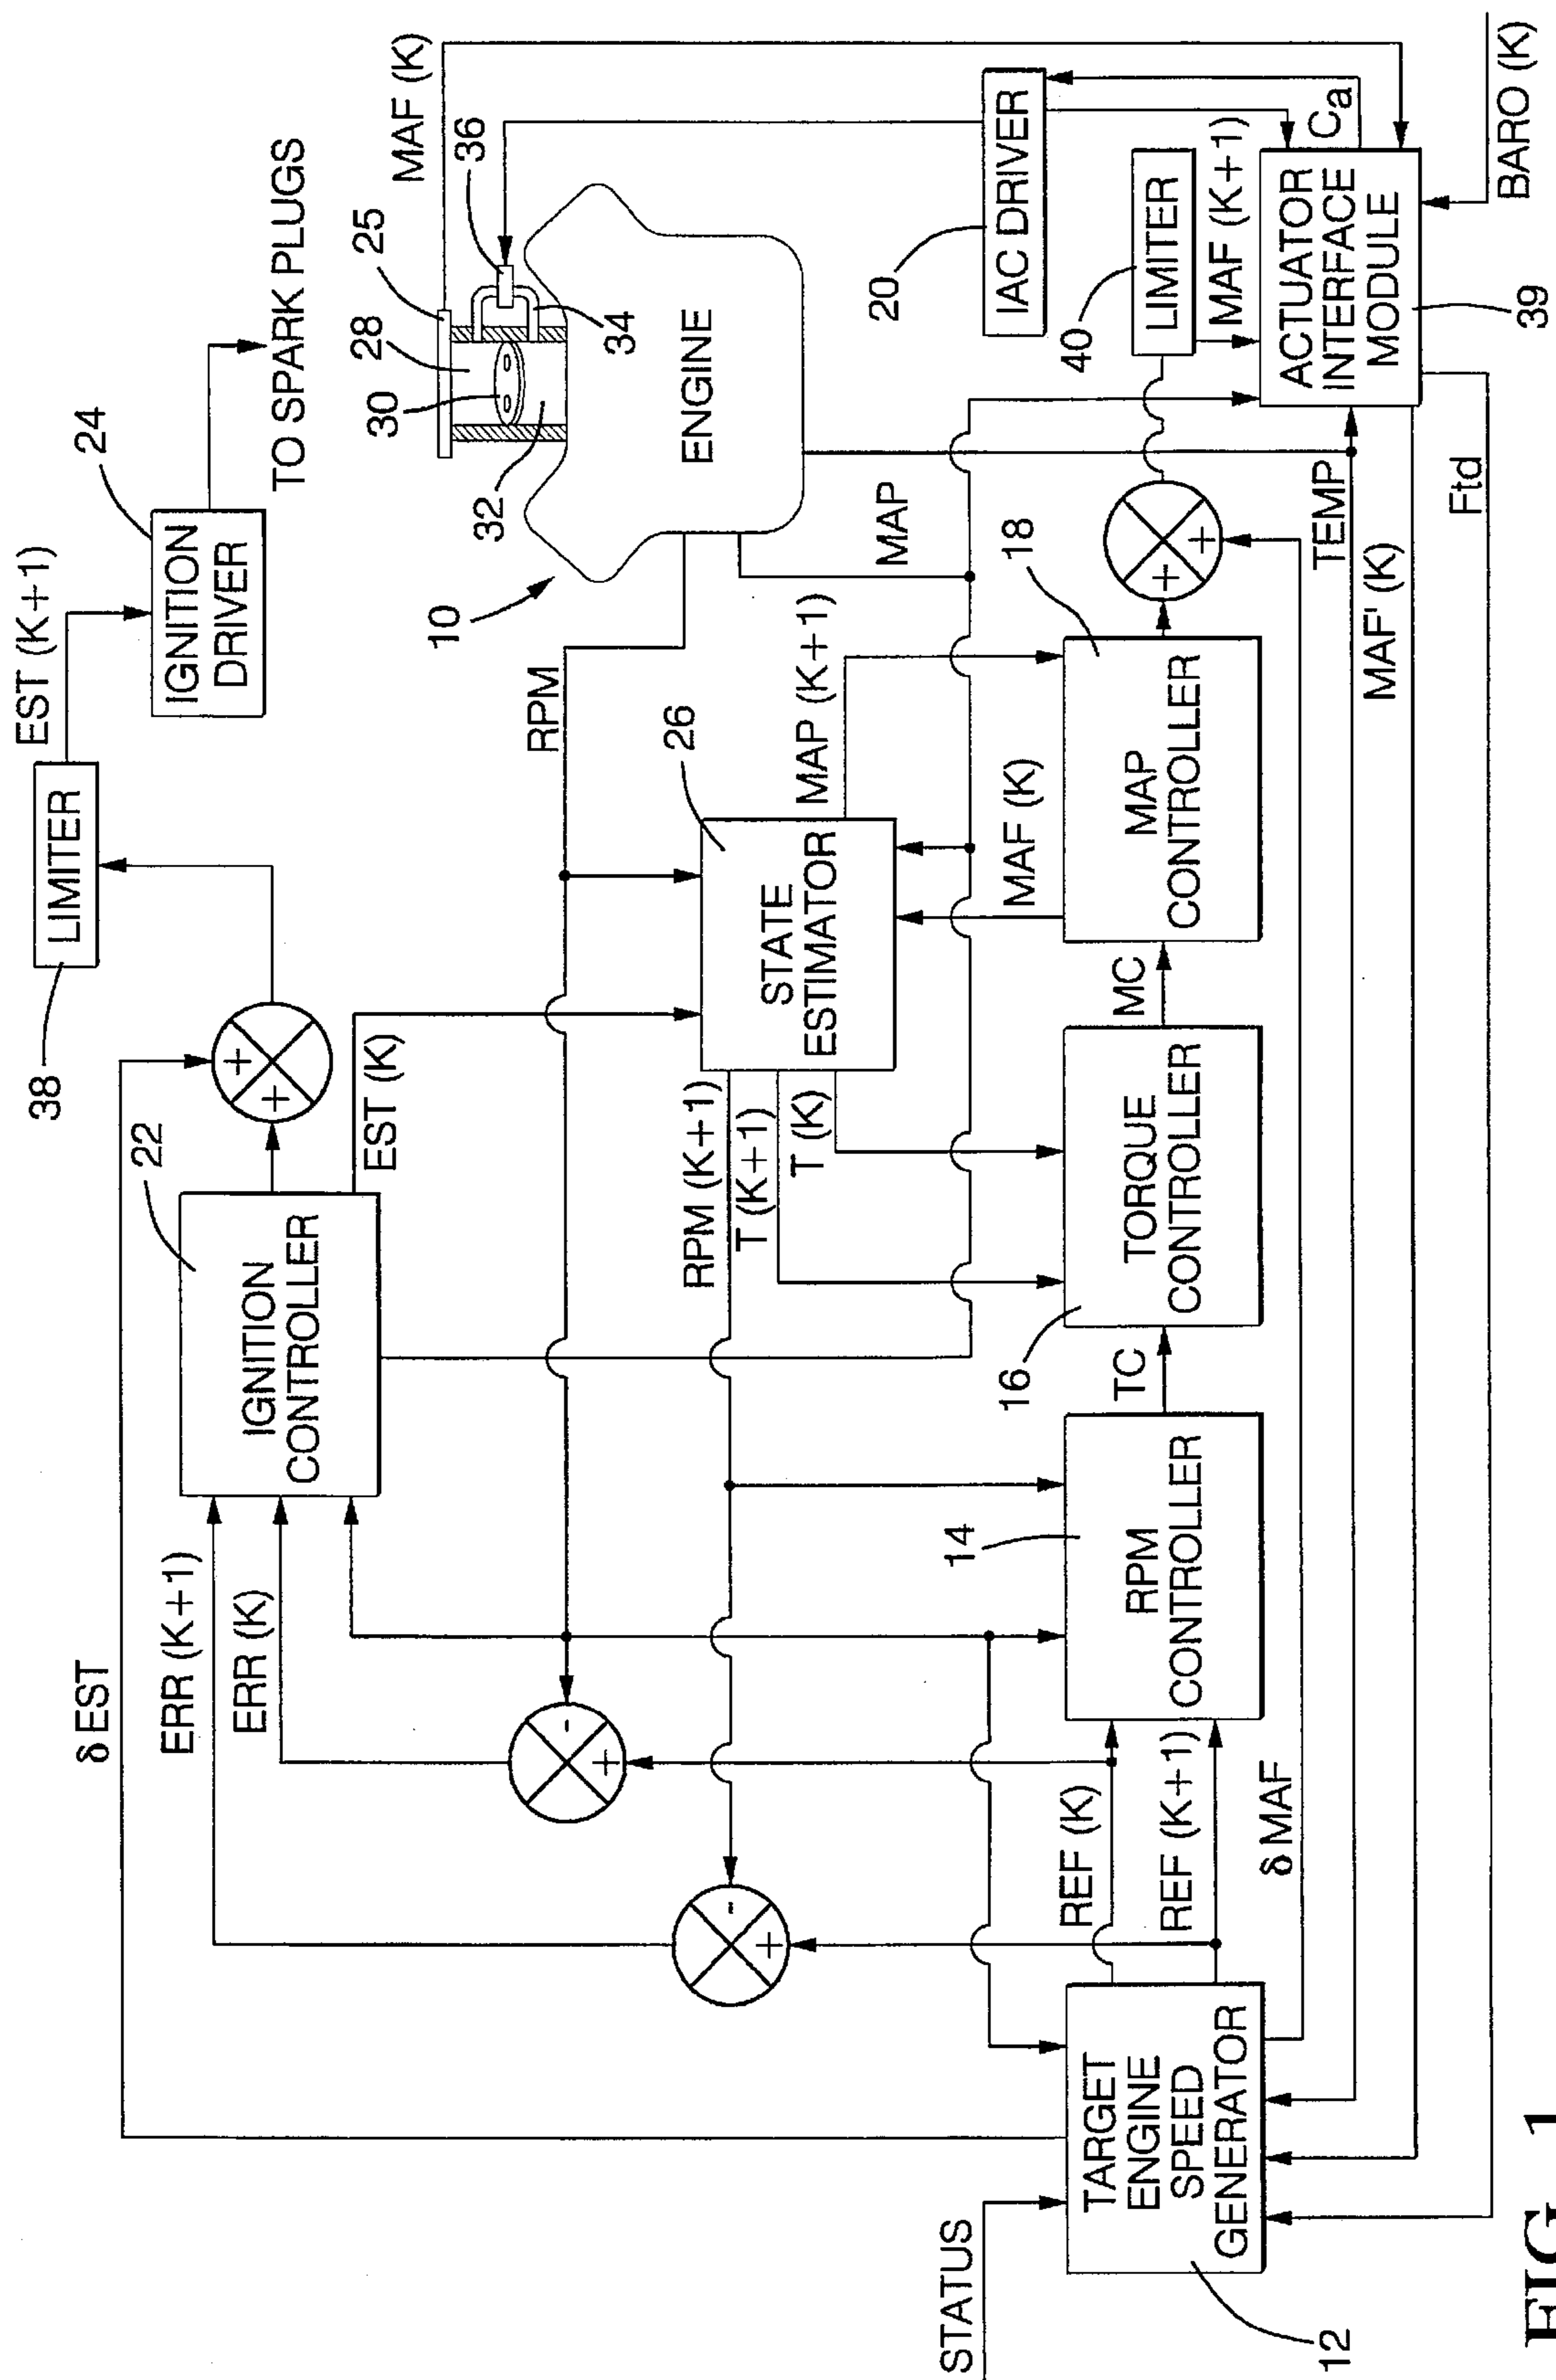 EST (K+1)
LIMITER
38
24
IGNITION
DRIVER
TO SPARK PLUGS
MAF (K)
25
28
30
32
34
36
10
ENGINE
δ EST
22
IGNITION
CONTROLLER
EST (K)
ERR (K+1)
ERR (K)
+
+
RPM
26
STATE
ESTIMATOR
MAP (K+1)
MAP
RPM (K+1)
T (K+1)
T (K)
MAF (K)
-
+
-
+
20
IAC DRIVER
40
LIMITER
MAF (K+1)
Ca
STATUS
12
TARGET
ENGINE
SPEED
GENERATOR
REF (K)
REF (K+1)
14
RPM
CONTROLLER
TC
16
TORQUE
CONTROLLER
MC
18
MAP
CONTROLLER
+
+
ACTUATOR
INTERFACE
MODULE
39
δ MAF
TEMP
MAF' (K)
Ftd
BARO (K)
FIG. 1